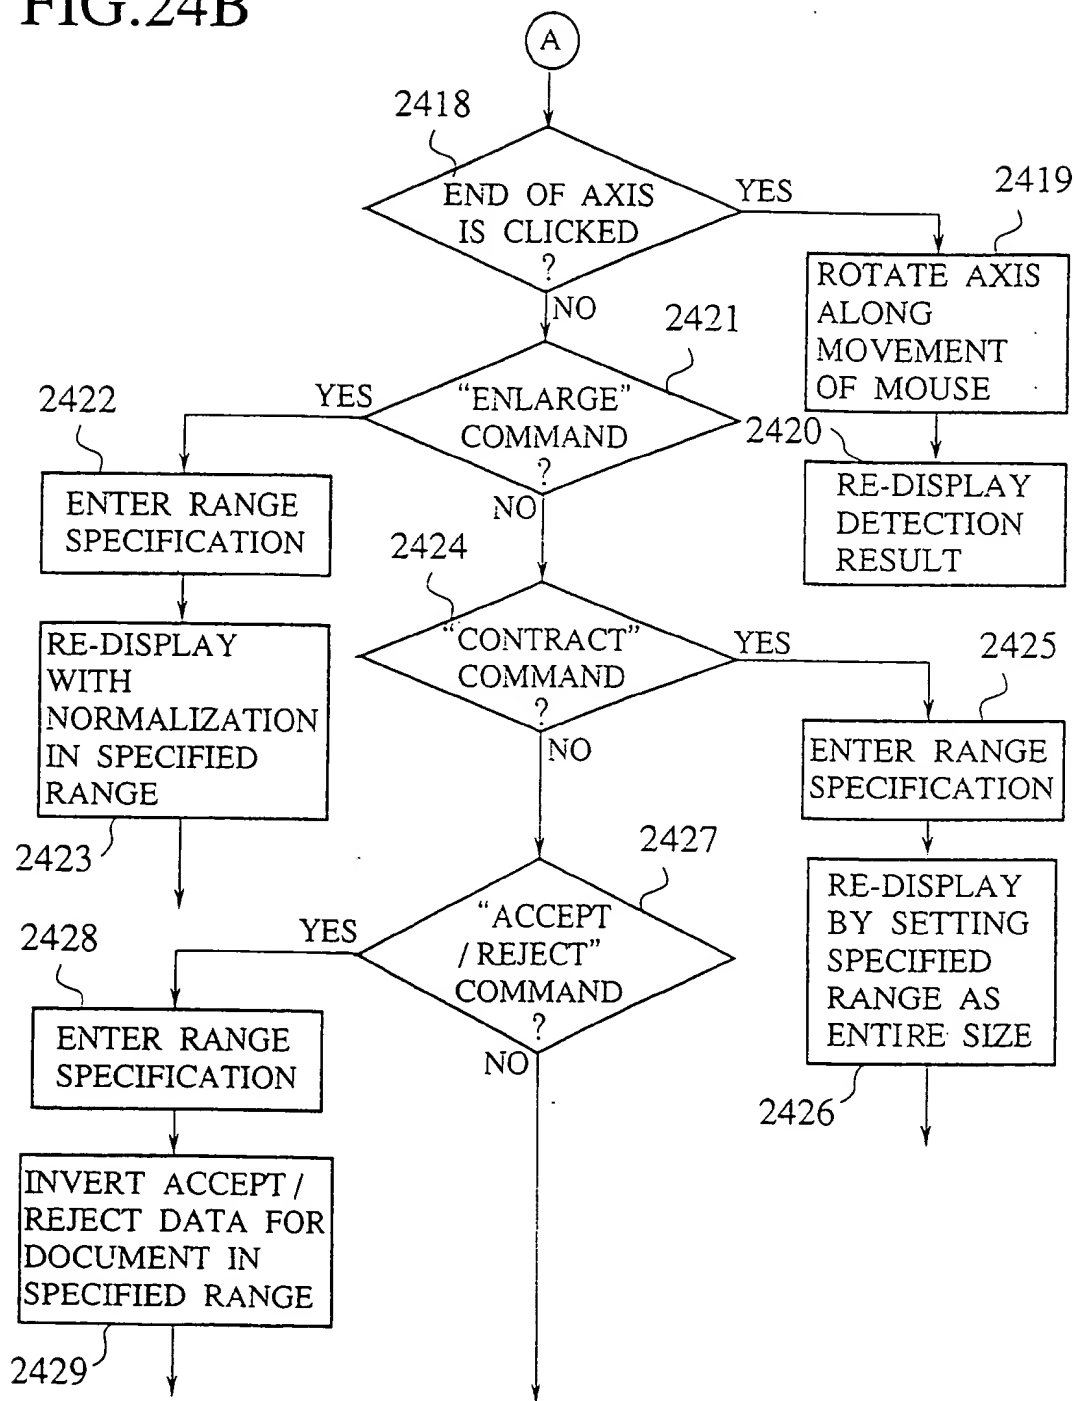 FIG.24B
A
2418
END OF AXIS
IS CLICKED
?
YES
NO
2419
ROTATE AXIS
ALONG
MOVEMENT
OF MOUSE
2420
RE-DISPLAY
DETECTION
RESULT
2421
"ENLARGE"
COMMAND
?
YES
NO
2422
ENTER RANGE
SPECIFICATION
RE-DISPLAY
WITH
NORMALIZATION
IN SPECIFIED
RANGE
2423
2424
"CONTRACT"
COMMAND
?
YES
NO
2425
ENTER RANGE
SPECIFICATION
RE-DISPLAY
BY SETTING
SPECIFIED
RANGE AS
ENTIRE SIZE
2426
2427
"ACCEPT
/REJECT"
COMMAND
?
YES
NO
2428
ENTER RANGE
SPECIFICATION
INVERT ACCEPT/
REJECT DATA FOR
DOCUMENT IN
SPECIFIED RANGE
2429